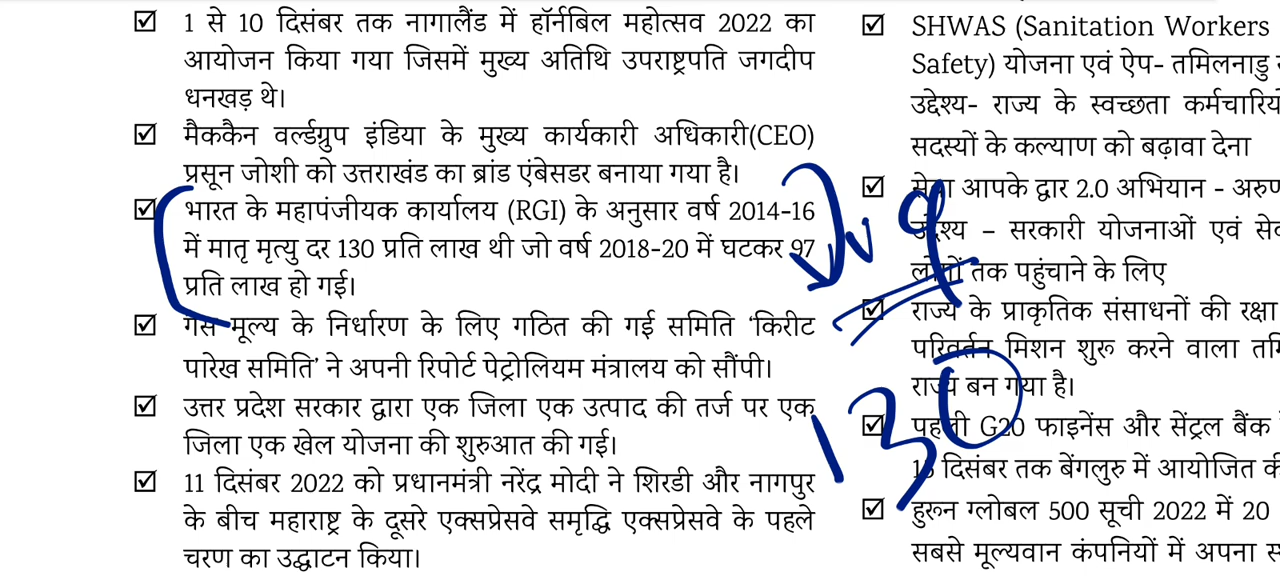 1 से 10 दिसंबर तक नागालैंड में हॉर्नबिल महोत्सव 2022 का
आयोजन किया गया जिसमें मुख्य अतिथि उपराष्ट्रपति जगदीप
धनखड़ थे।
मैककैन वर्ल्डग्रुप इंडिया के मुख्य कार्यकारी अधिकारी(CEO)
प्रसून जोशी को उत्तराखंड का ब्रांड एंबेसडर बनाया गया है।
भारत के महापंजीयक कार्यालय (RGI) के अनुसार वर्ष 2014-16
में मातृ मृत्यु दर 130 प्रति लाख थी जो वर्ष 2018-20 में घटकर 97
प्रति लाख हो गई।
गैस मूल्य के निर्धारण के लिए गठित की गई समिति ‘किरीट
पारेख समिति’ ने अपनी रिपोर्ट पेट्रोलियम मंत्रालय को सौंपी।
उत्तर प्रदेश सरकार द्वारा एक जिला एक उत्पाद की तर्ज पर एक
जिला एक खेल योजना की शुरुआत की गई।
11 दिसंबर 2022 को प्रधानमंत्री नरेंद्र मोदी ने शिरडी और नागपुर
के बीच महाराष्ट्र के दूसरे एक्सप्रेसवे समृद्धि एक्सप्रेसवे के पहले
चरण का उद्घाटन किया।
SHWAS (Sanitation Workers
Safety) योजना एवं ऐप- तमिलनाडु
उद्देश्य- राज्य के स्वच्छता
सदस्यों के कल्याण को बढ़ावा देना
आपके द्वार 2.0 अभियान -
उद्देश्य – सरकारी योजनाओं एवं
लोगों तक पहुंचाने के लिए
राज्य के प्राकृतिक संसाधनों की रक्षा
परिवर्तन मिशन शुरू करने वाला
राज्य बन गया है।
पहली G20 फाइनेंस और सेंट्रल बैंक
दिसंबर तक बेंगलुरु में आयोजित
हुरून ग्लोबल 500 सूची 2022 में 20
सबसे मूल्यवान कंपनियों में अपना
130